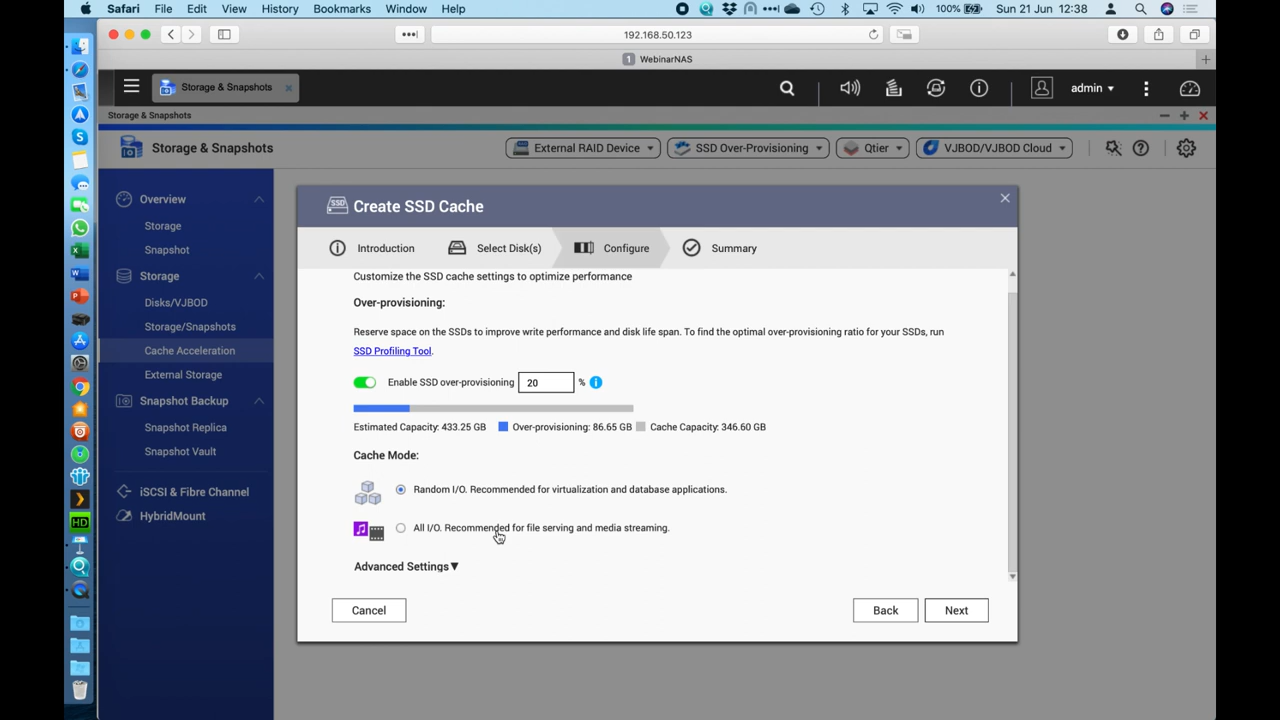 Safari File Edit View History Bookmarks Window Help 100% Sun 21 Jun 12:38
192.168.50.123
1 WebinarNAS
Storage & Snapshots admin
Storage & Snapshots
Storage & Snapshots External RAID Device SSD Over-Provisioning Qtier VJBOD/VJBOD Cloud
Overview
Storage
Snapshot
Storage
Disks/VJBOD
Storage/Snapshots
Cache Acceleration
External Storage
Snapshot Backup
Snapshot Replica
Snapshot Vault
iSCSI & Fibre Channel
HybridMount
SSD Create SSD Cache
Introduction Select Disk(s) Configure Summary
Customize the SSD cache settings to optimize performance
Over-provisioning:
Reserve space on the SSDs to improve write performance and disk life span. To find the optimal over-provisioning ratio for your SSDs, run
SSD Profiling Tool.
Enable SSD over-provisioning 20 %
Estimated Capacity: 433.25 GB Over-provisioning: 86.65 GB Cache Capacity: 346.60 GB
Cache Mode:
Random I/O. Recommended for virtualization and database applications.
All I/O. Recommended for file serving and media streaming.
Advanced Settings▼
Cancel Back Next
HD